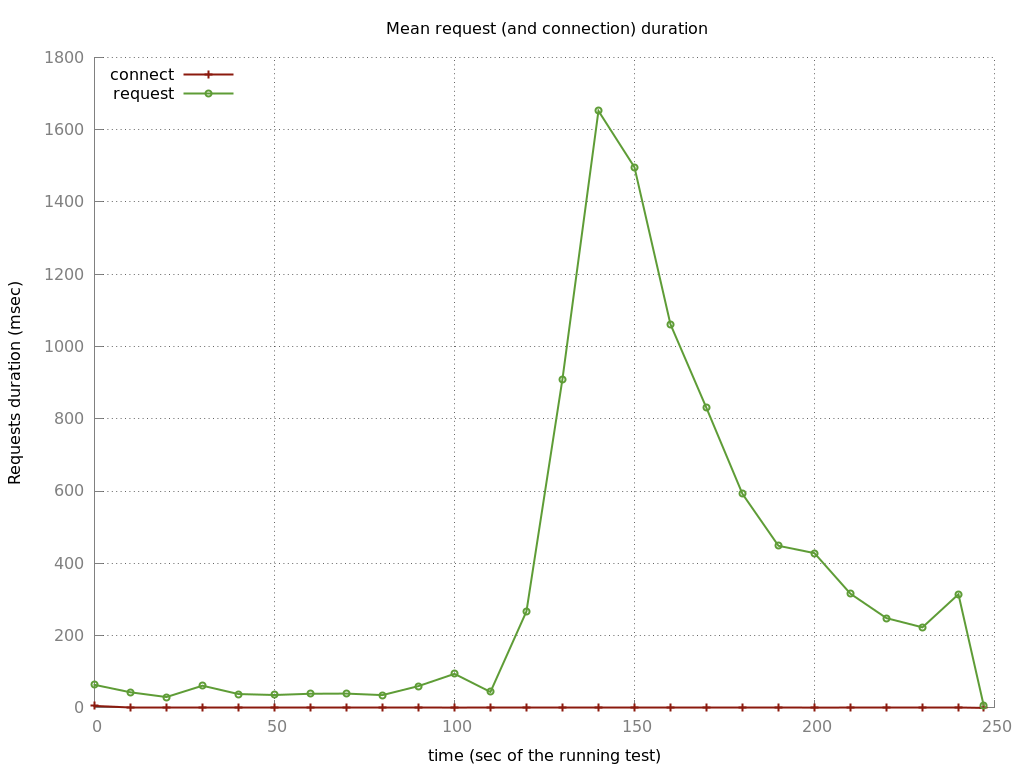 Mean request (and connection) duration
connect
request
1800
1600
1400
1200
1000
800
600
400
200
0
Requests duration (msec)
0 50 100 150 200 250
time (sec of the running test)